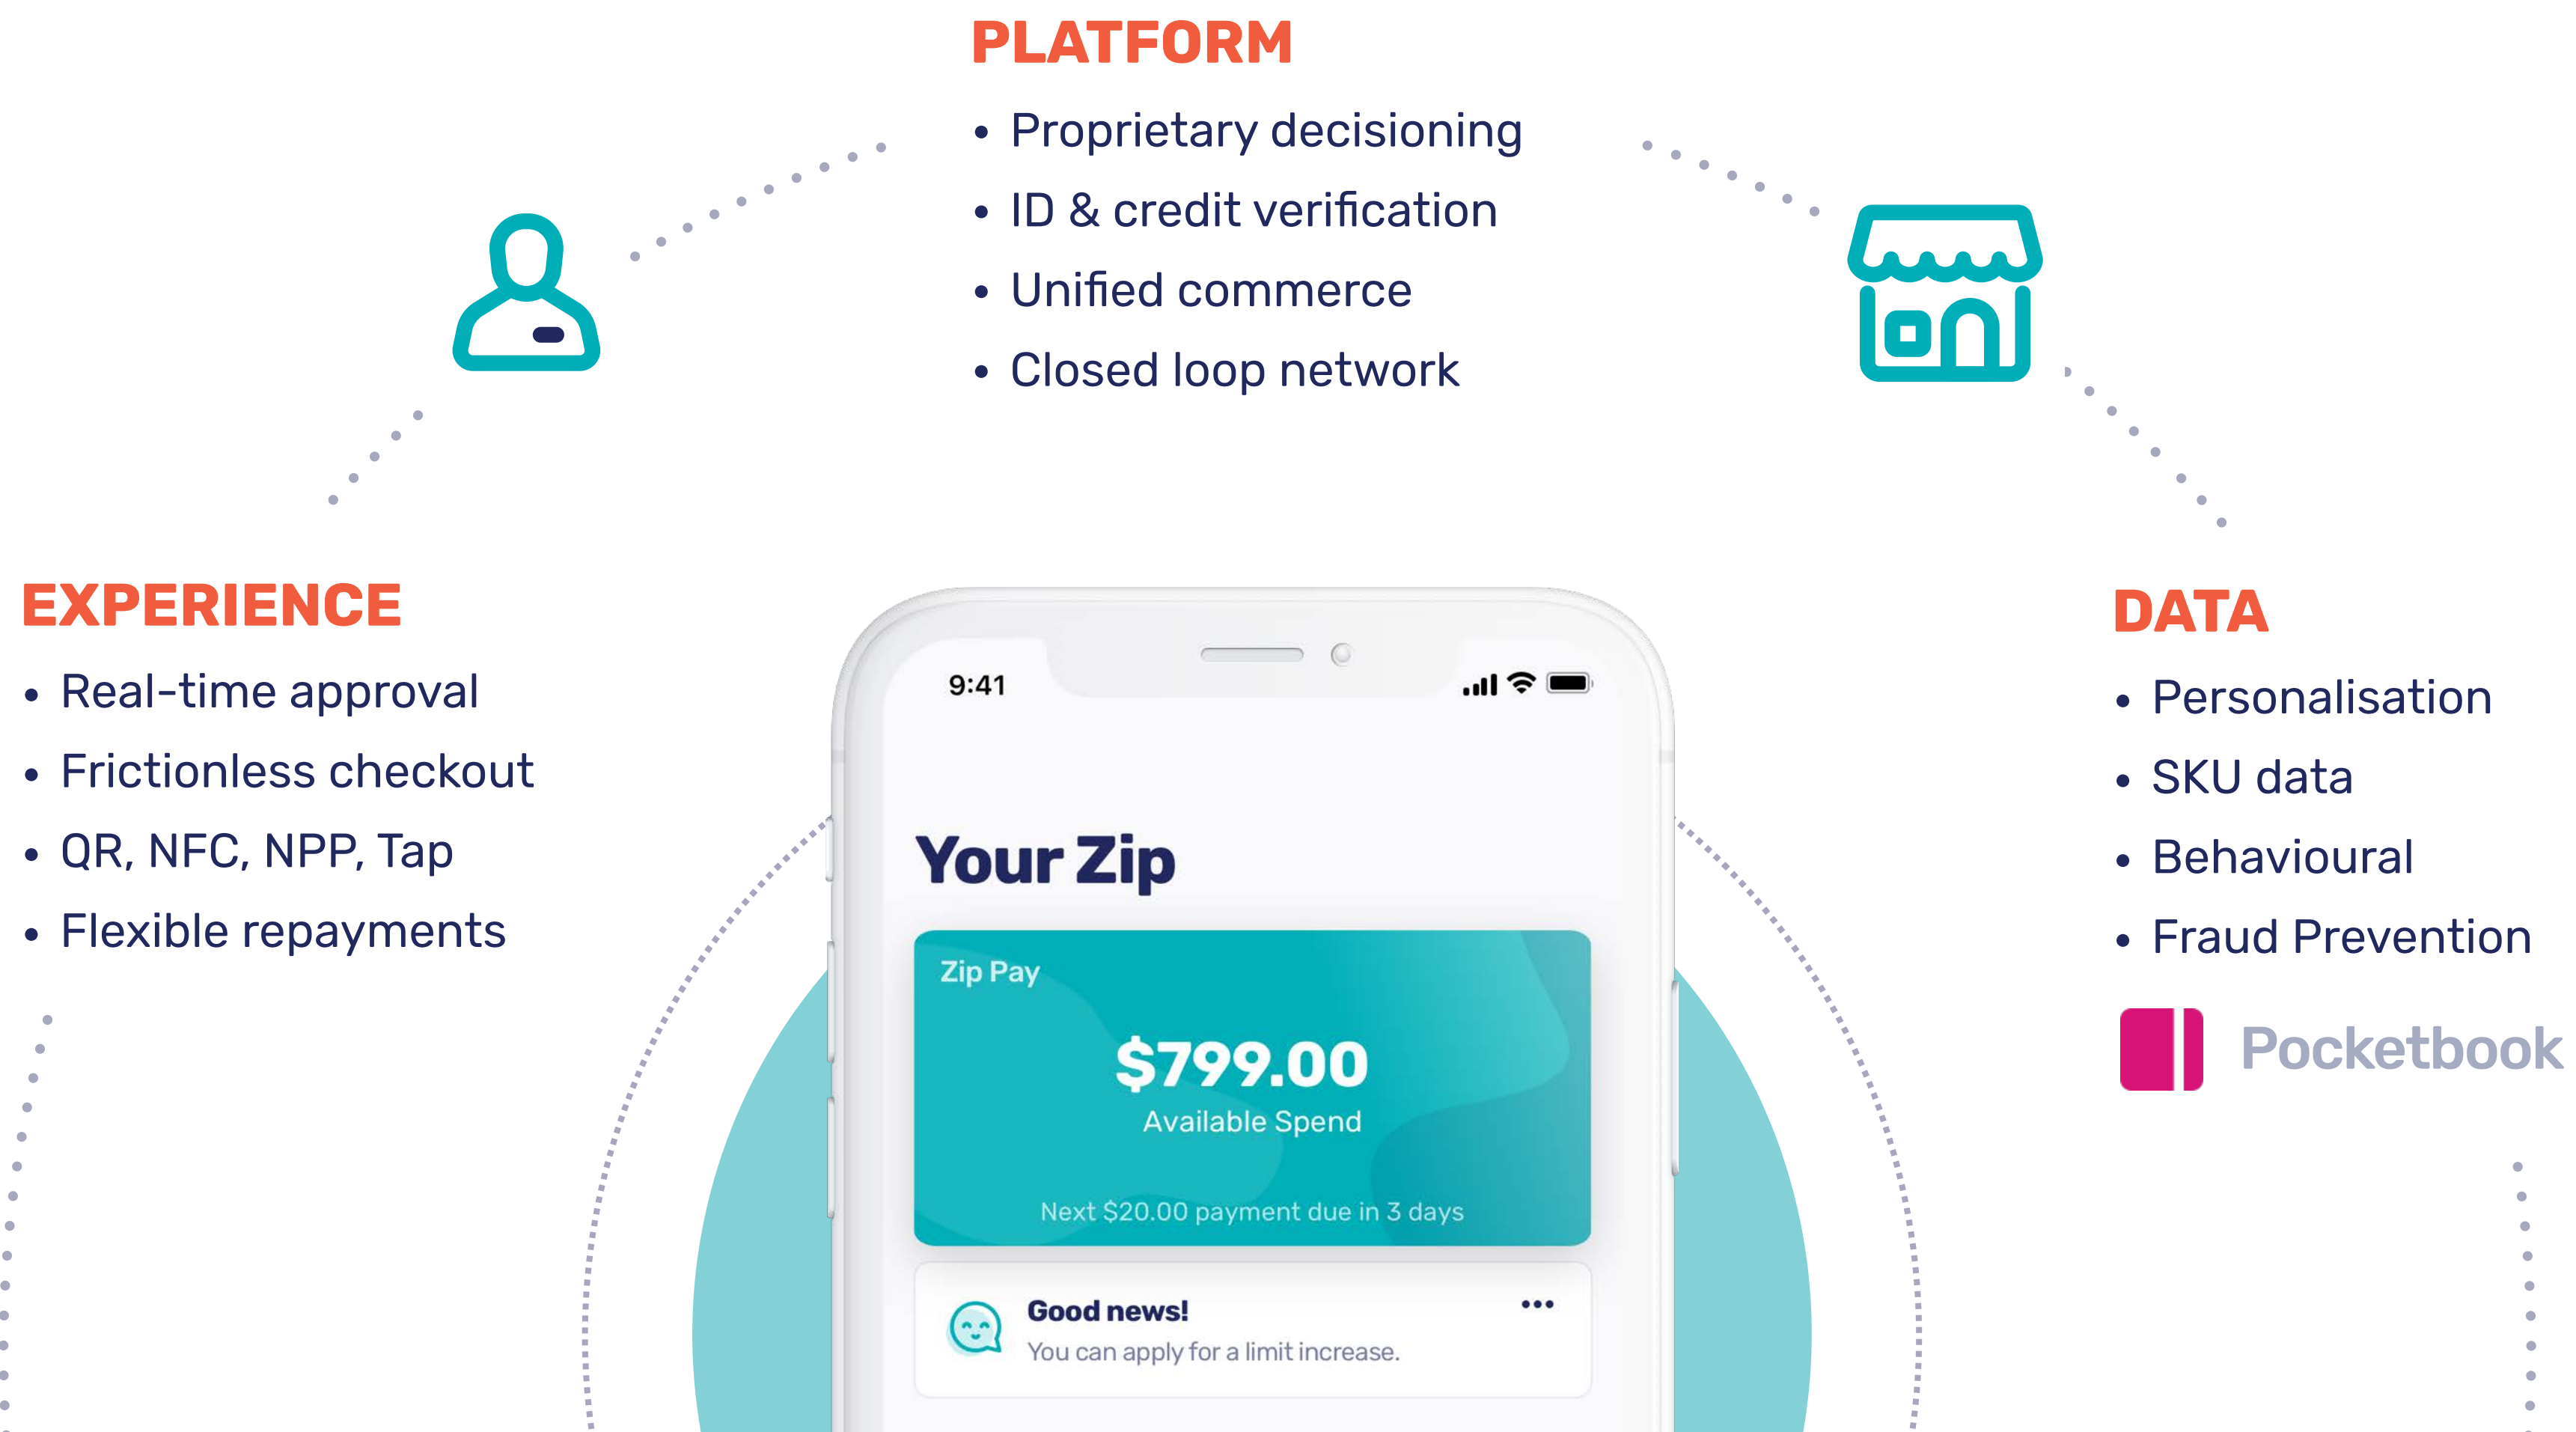 PLATFORM
• Proprietary decisioning
• ID & credit verification
• Unified commerce
• Closed loop network
EXPERIENCE
• Real-time approval
• Frictionless checkout
• QR, NFC, NPP, Tap
• Flexible repayments
9:41
Your Zip
Zip Pay
$799.00
Available Spend
Next $20.00 payment due in 3 days
Good news!
You can apply for a limit increase.
DATA
• Personalisation
• SKU data
• Behavioural
• Fraud Prevention
Pocketbook